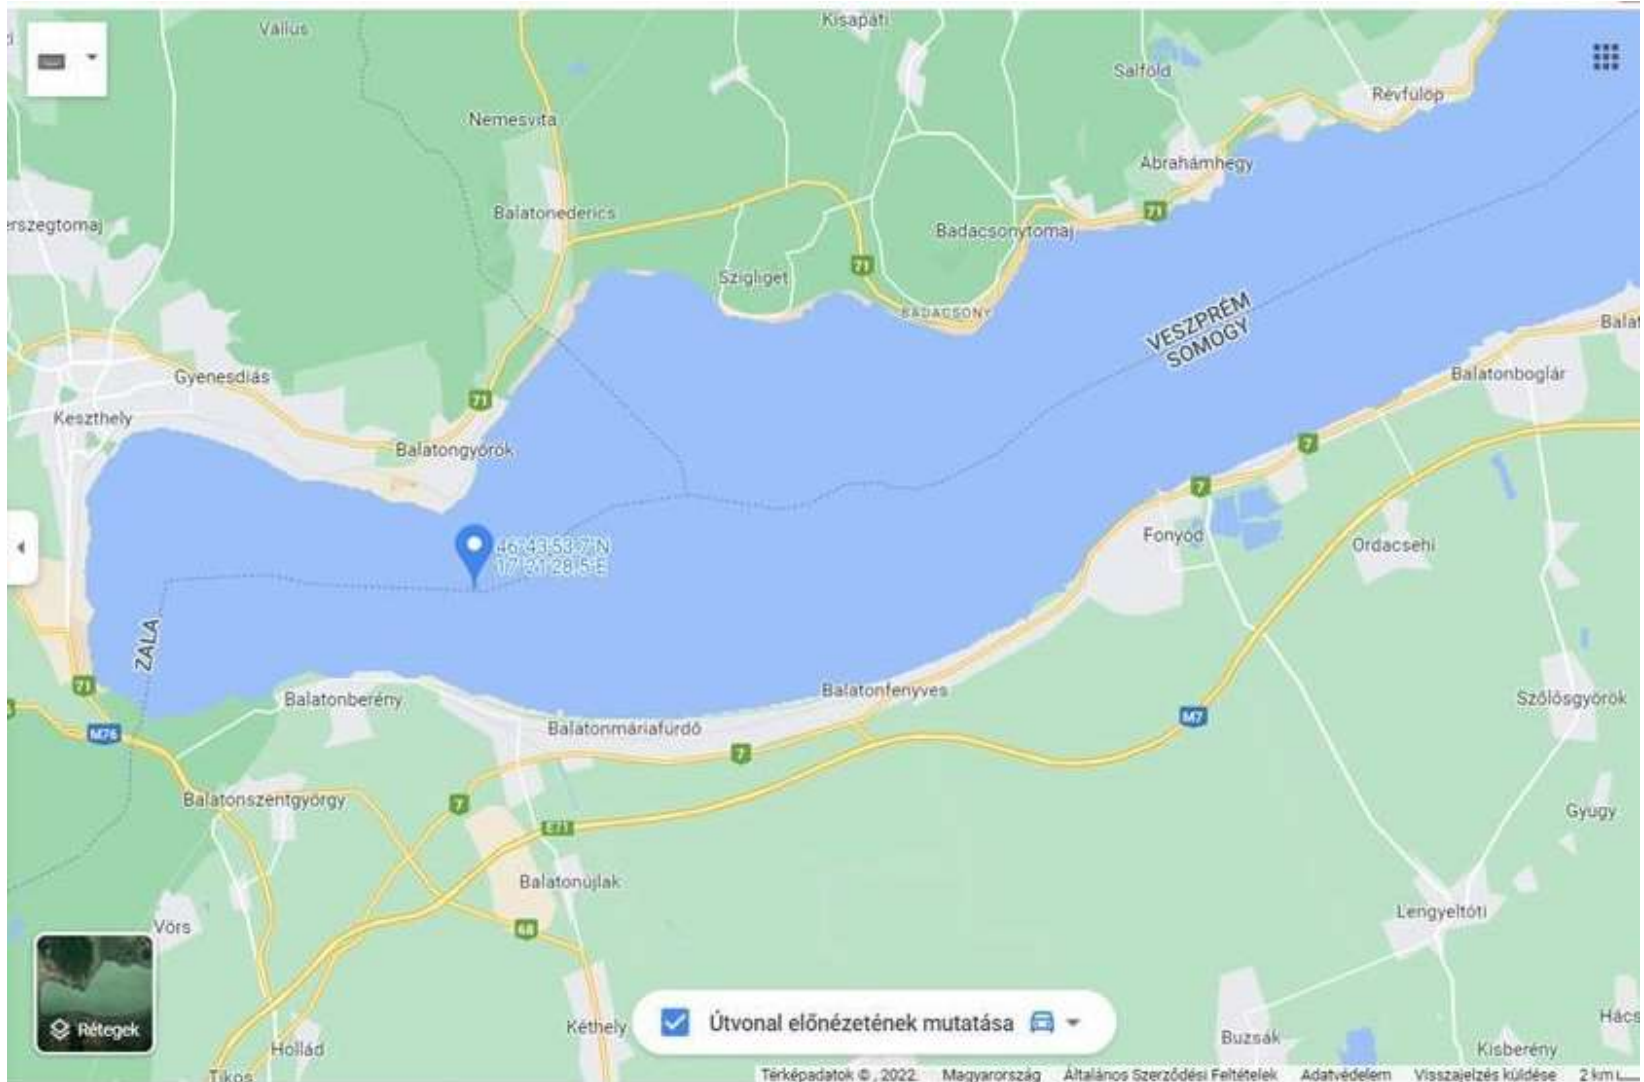 Vállus
Kisapáti
Salföld
Révfülöp
Nemesvita
Ábrahámhegy
71
Balatonederics
erszegtomaj
Badacsonytomaj
Szigliget
71
BADACSONY
VESZPRÉM
SOMOGY
Balat
Gyenesdiás
Balatonboglár
71
Keszthely
Balatongyörök
7
7
Fonyód
Ordacsehi
46°43'53.7"N
17°21'28.5"E
ZALA
71
Balatonberény
Balatonfenyves
Szőlősgyörök
M7
M76
Balatonmáriafürdő
7
Balatonszentgyörgy
7
Gyugy
E71
Balatonújlak
Lengyeltóti
Vörs
68
Rétegek
Kéthely
Útvonal előnézetének mutatása
Buzsák
Hács
Hollád
Kisberény
Tikos
Térképadatok ©, 2022. Magyarország Általános Szerződési Feltételek Adatvédelem Visszajelzés küldése 2 km